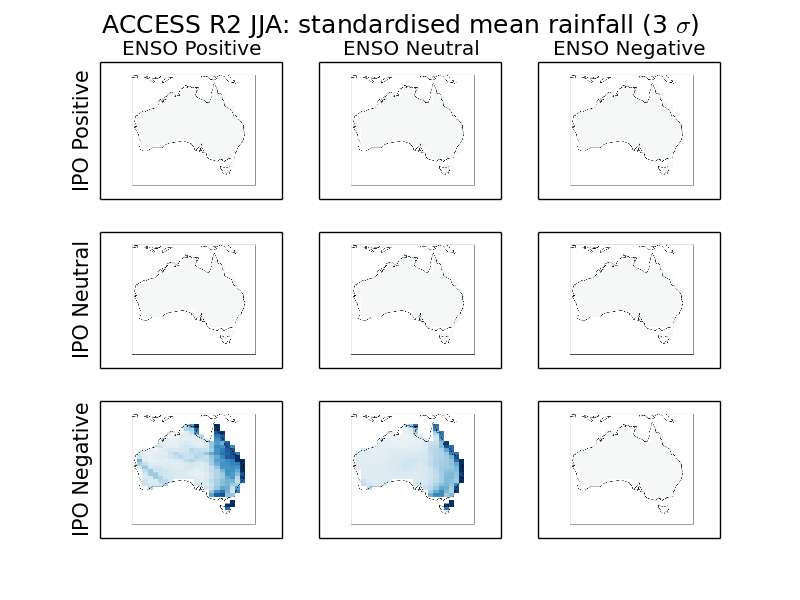 ACCESS R2 JJA: standardised mean rainfall (3 σ)
ENSO Positive ENSO Neutral ENSO Negative
IPO Positive
IPO Neutral
IPO Negative